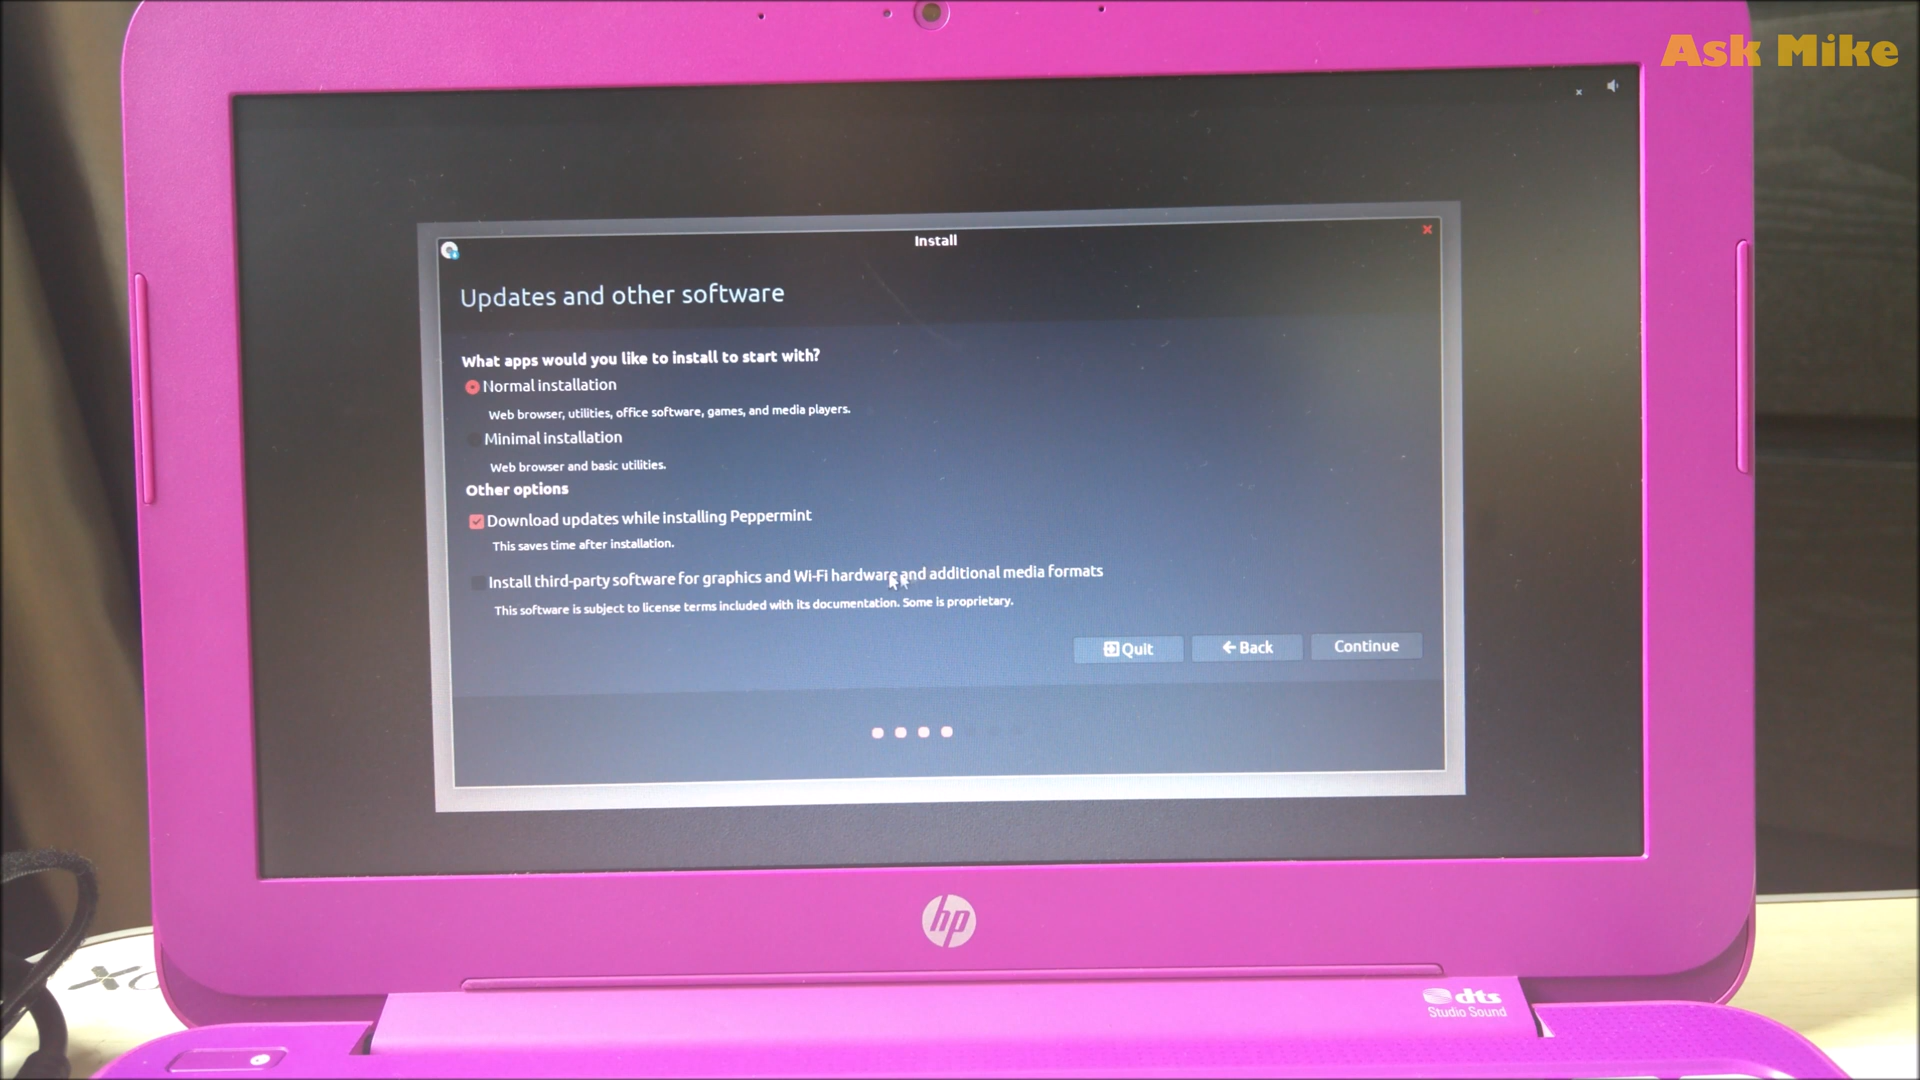 Ask Mike
Install
Updates and other software
What apps would you like to install to start with?
Normal installation
Web browser, utilities, office software, games, and media players.
Minimal installation
Web browser and basic utilities.
Other options
Download updates while installing Peppermint
This saves time after installation.
Install third-party software for graphics and Wi-Fi hardware and additional media formats
This software is subject to license terms included with its documentation. Some is proprietary.
Quit
Back
Continue
hp
dts
Studio Sound